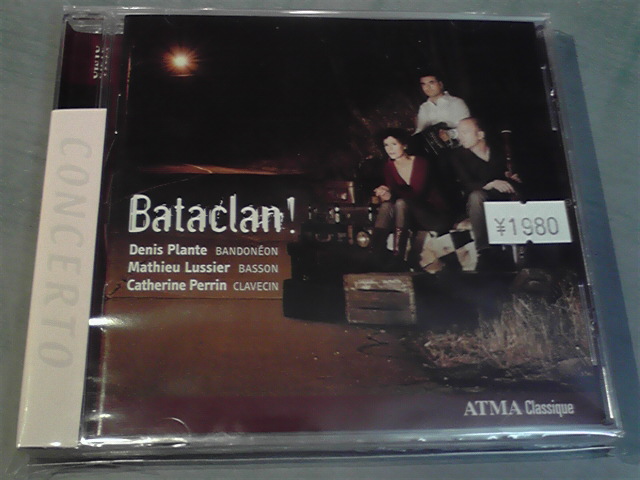 CONCERTO
Bataclan!
Denis Plante BANDONÉON
Mathieu Lussier BASSON
Catherine Perrin CLAVECIN
¥1980
ATMA Classique